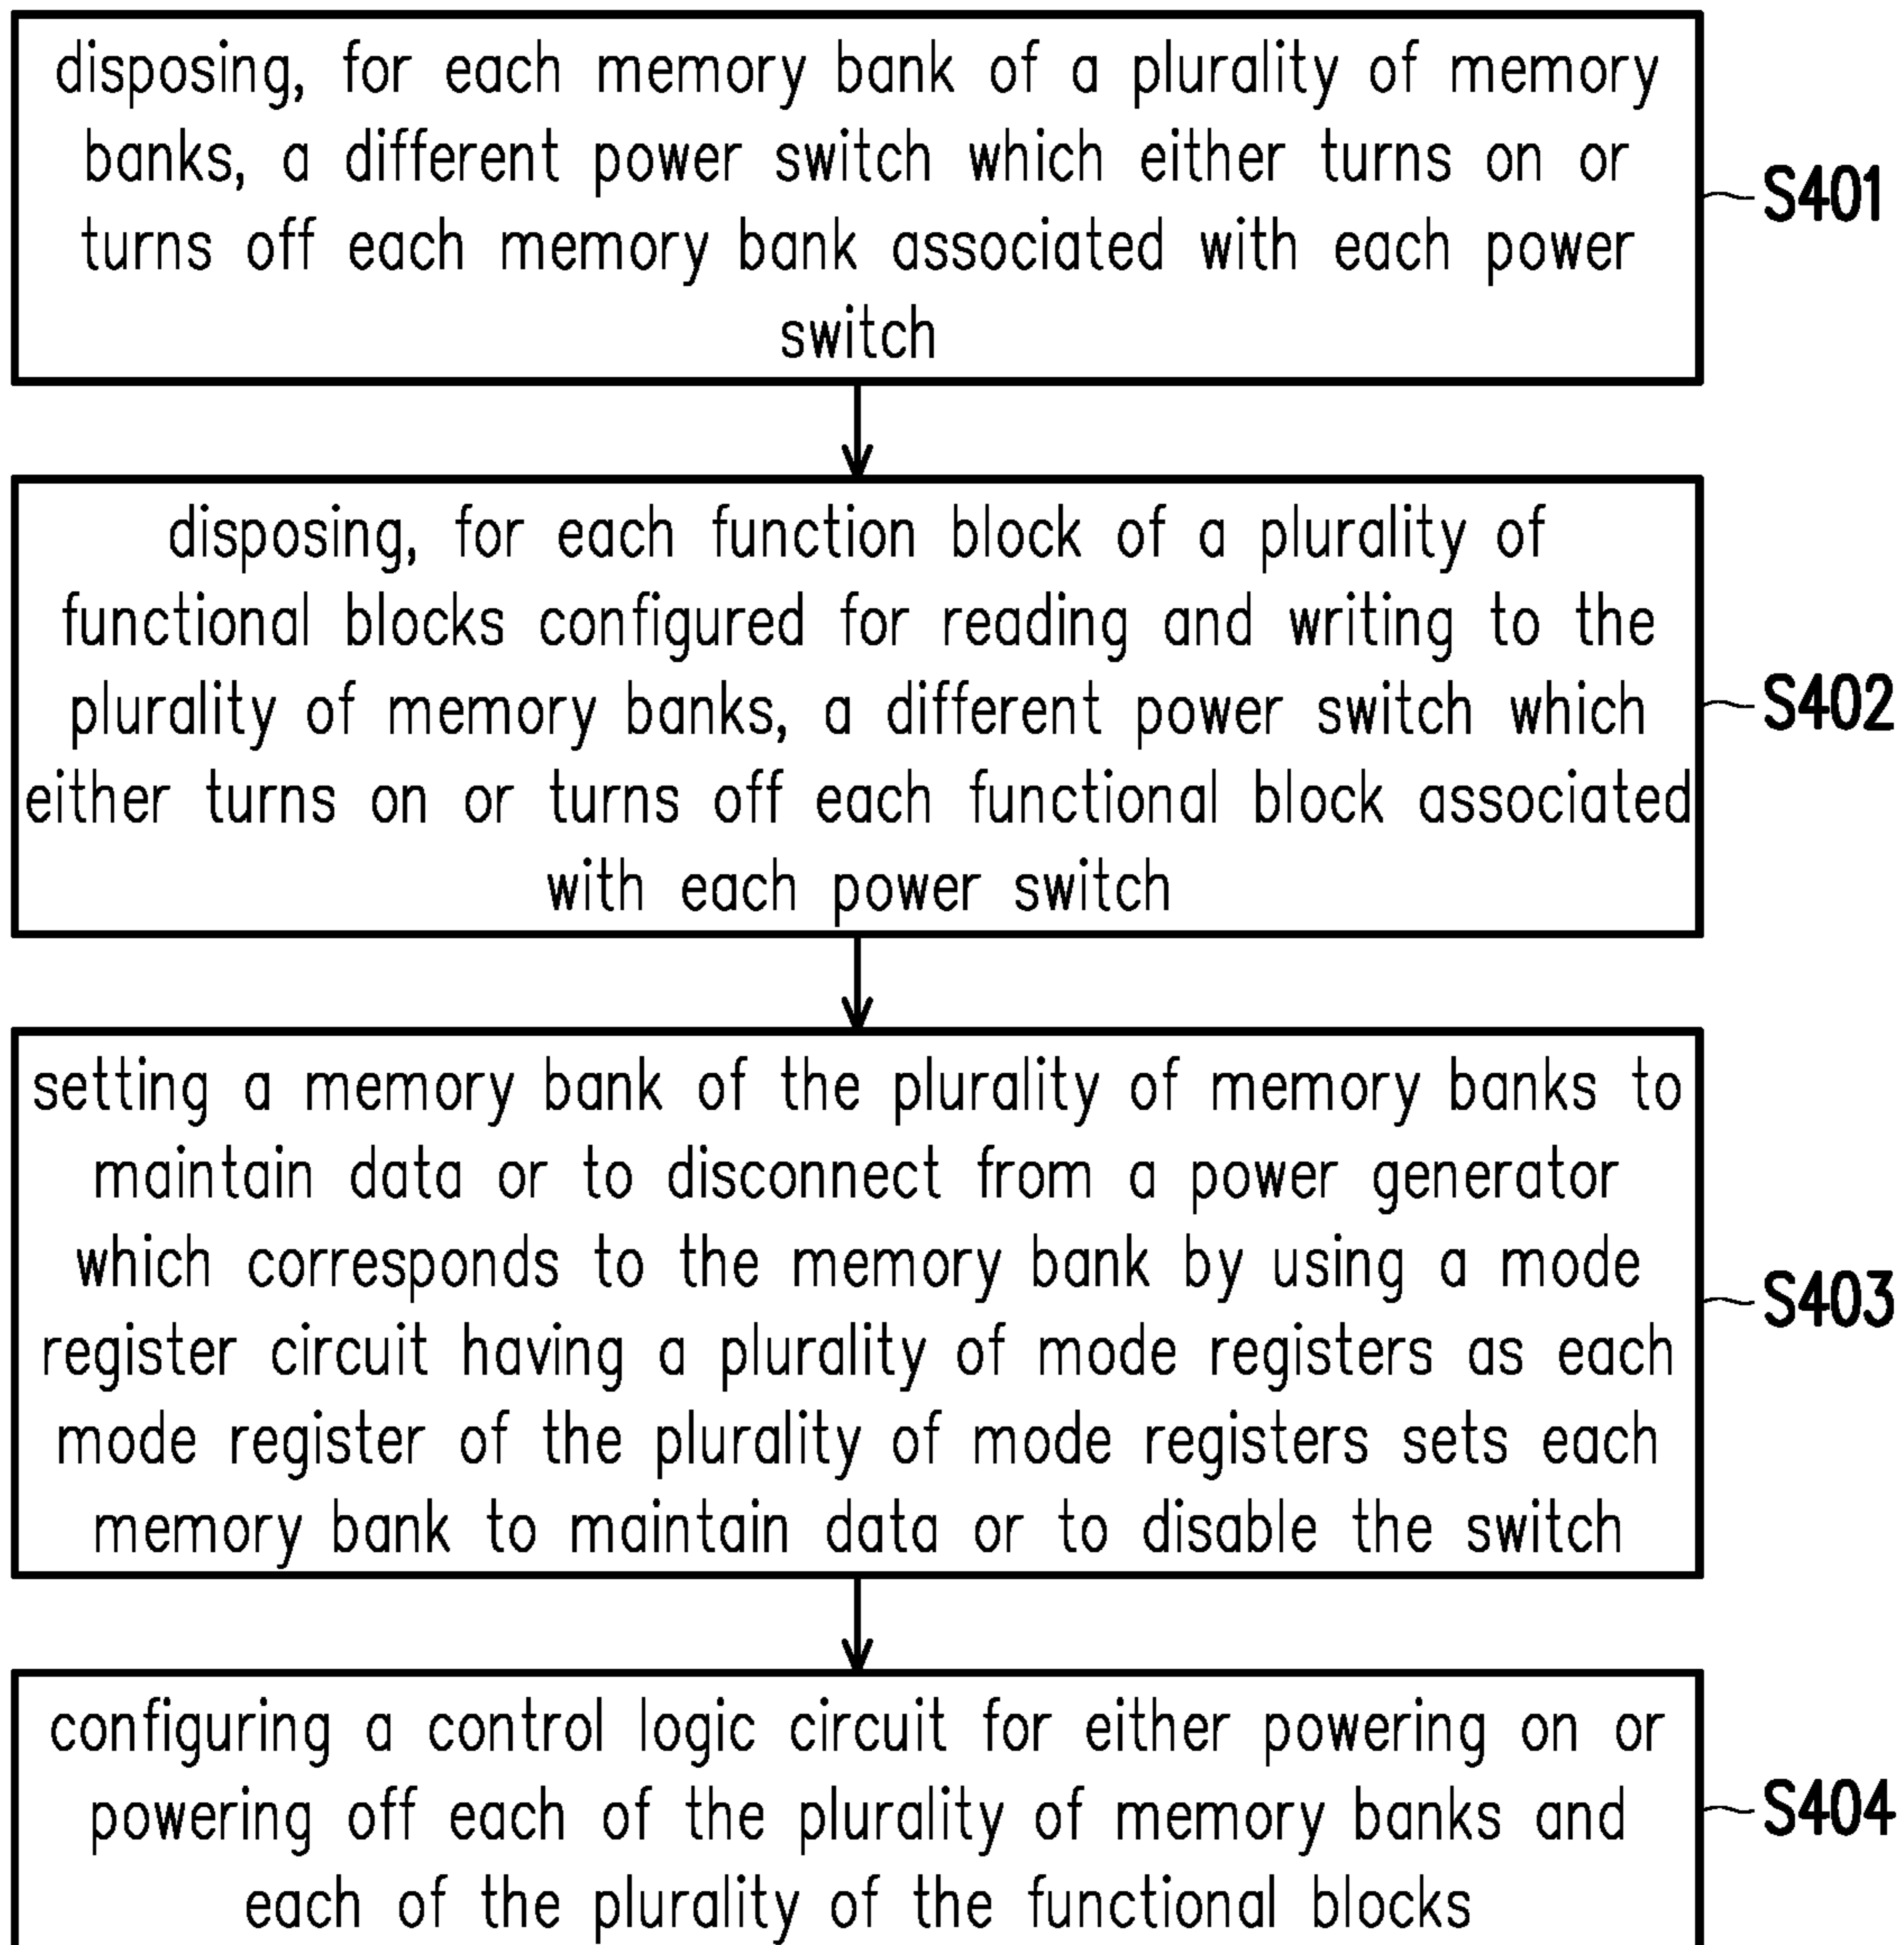 disposing, for each memory bank of a plurality of memory
banks, a different power switch which either turns on or
turns off each memory bank associated with each power
switch
S401
disposing, for each function block of a plurality of
functional blocks configured for reading and writing to the
plurality of memory banks, a different power switch which
either turns on or turns off each functional block associated
with each power switch
S402
setting a memory bank of the plurality of memory banks to
maintain data or to disconnect from a power generator
which corresponds to the memory bank by using a mode
register circuit having a plurality of mode registers as each
mode register of the plurality of mode registers sets each
memory bank to maintain data or to disable the switch
S403
configuring a control logic circuit for either powering on or
powering off each of the plurality of memory banks and
each of the plurality of the functional blocks
S404